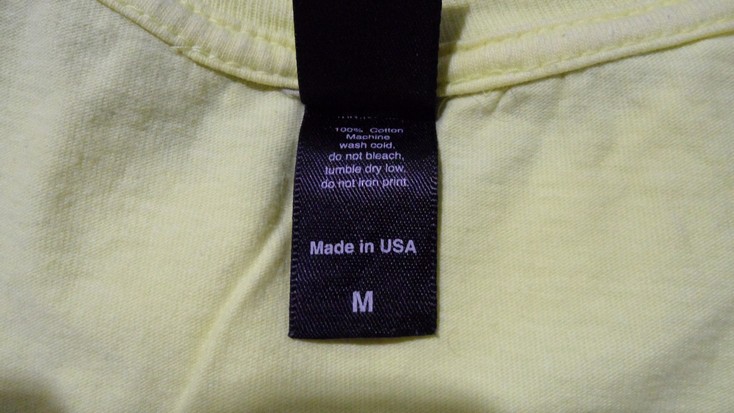 100% Cotton
Machine
wash cold,
do not bleach,
tumble dry low,
do not iron print.
Made in USA
M